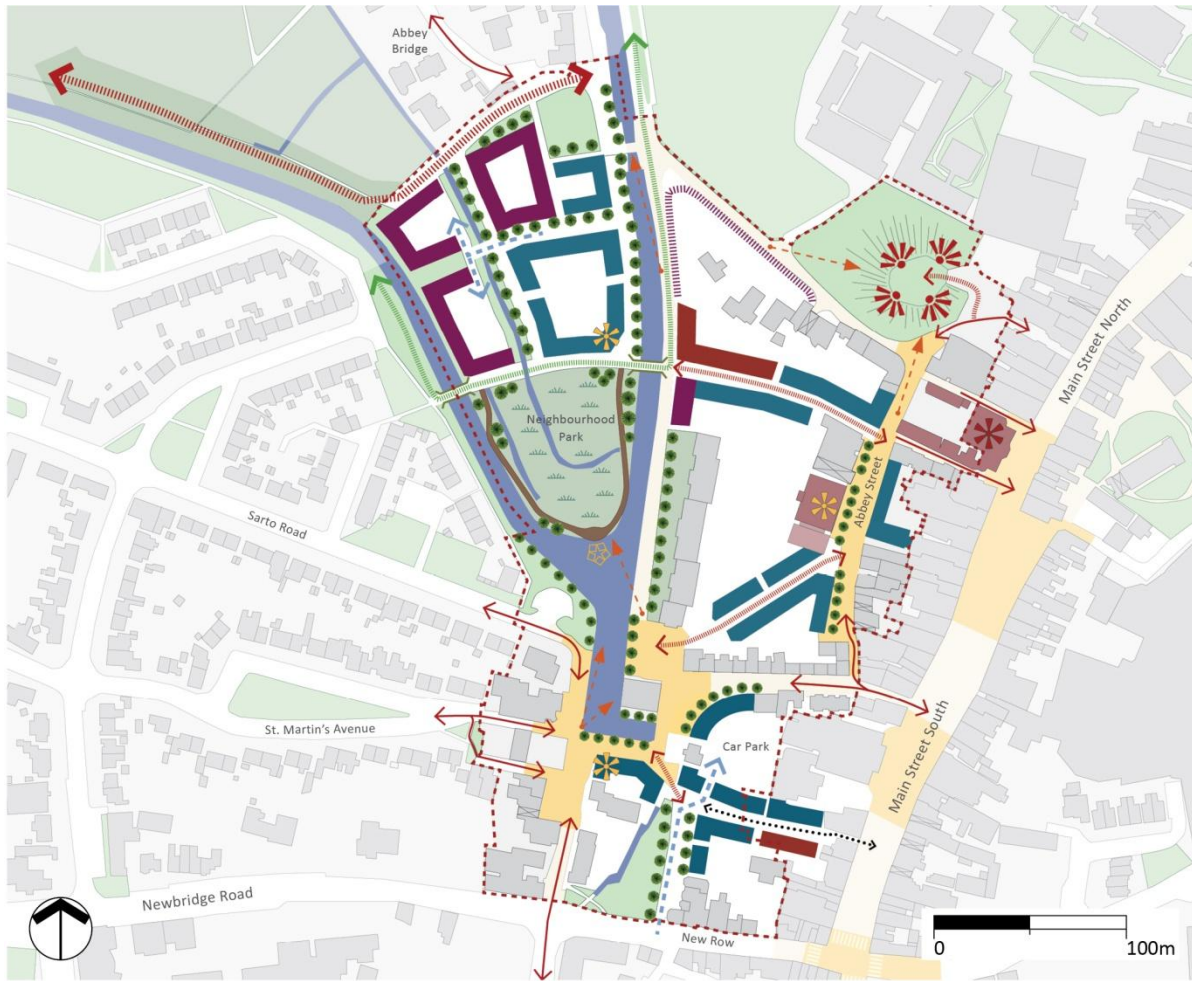 Abbey
Bridge
Main Street North
Neighbourhood
Park
Abbey Street
Sarto Road
St. Martin's Avenue
Car Park
Main Street South
Newbridge Road
New Row
0
100m